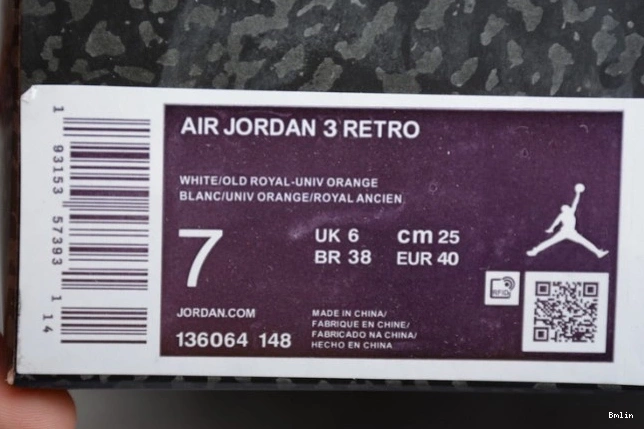 1 93153 57393 1 14
AIR JORDAN 3 RETRO
WHITE/OLD ROYAL-UNIV ORANGE
BLANC/UNIV ORANGE/ROYAL ANCIEN
7
UK 6 cm 25
BR 38 EUR 40
RFID
JORDAN.COM
136064 148
MADE IN CHINA/
FABRIQUE EN CHINE/
FABRICADO NA CHINA/
HECHO EN CHINA
Bmlin